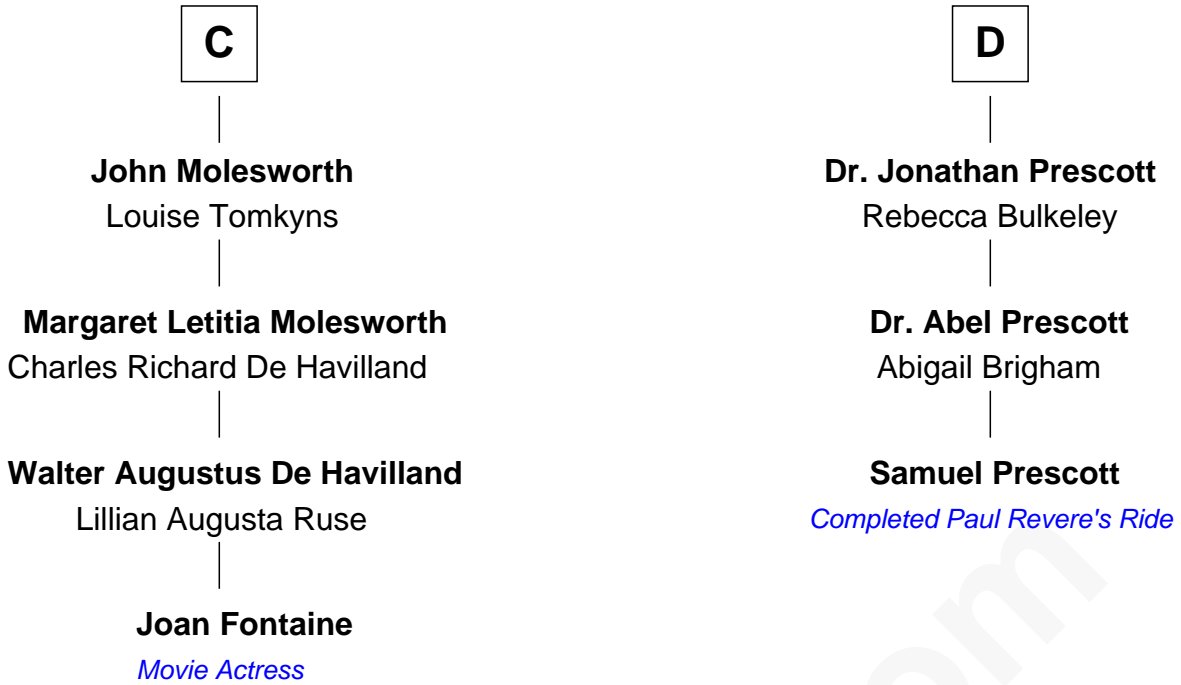 C
John Molesworth
Louise Tomkyns
Margaret Letitia Molesworth
Charles Richard De Havilland
Walter Augustus De Havilland
Lillian Augusta Ruse
Joan Fontaine
Movie Actress
D
Dr. Jonathan Prescott
Rebecca Bulkeley
Dr. Abel Prescott
Abigail Brigham
Samuel Prescott
Completed Paul Revere's Ride
om